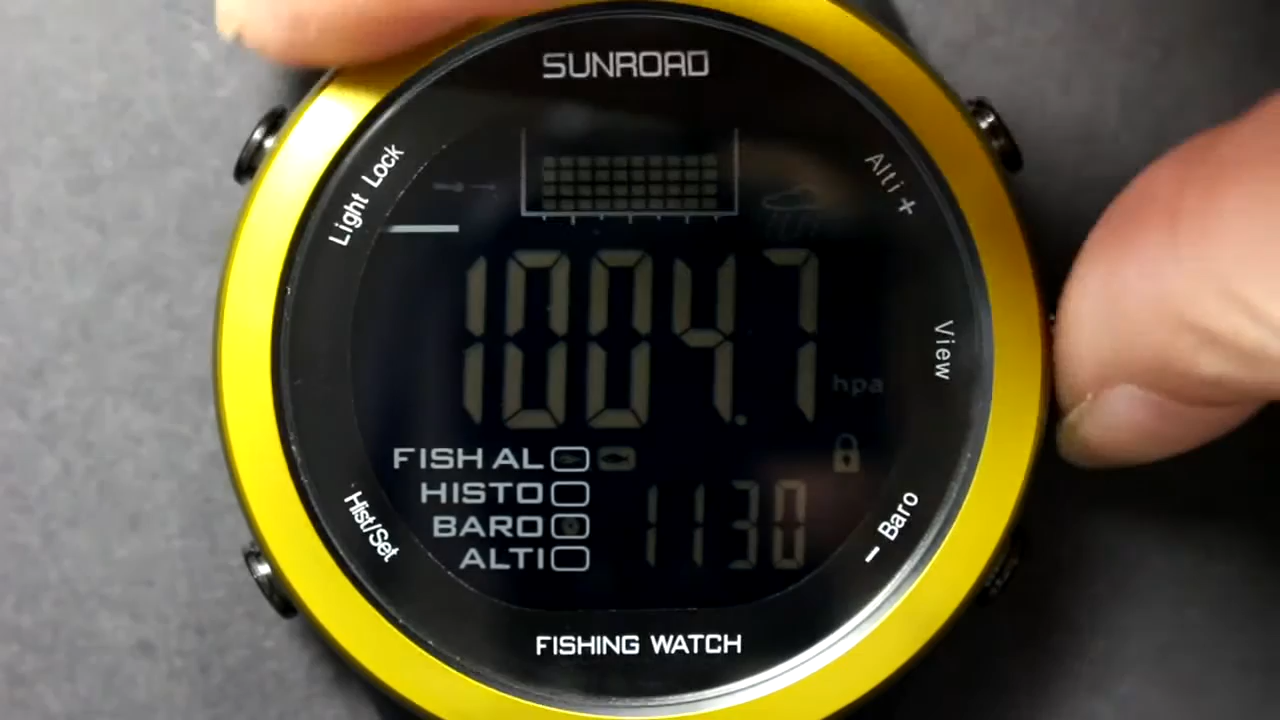 SUNROAD
Light Lock
Alti +
1004.7
hpa
View
FISH AL
HISTO
BARO
ALTI
1130
Hist/Set
– Baro
FISHING WATCH